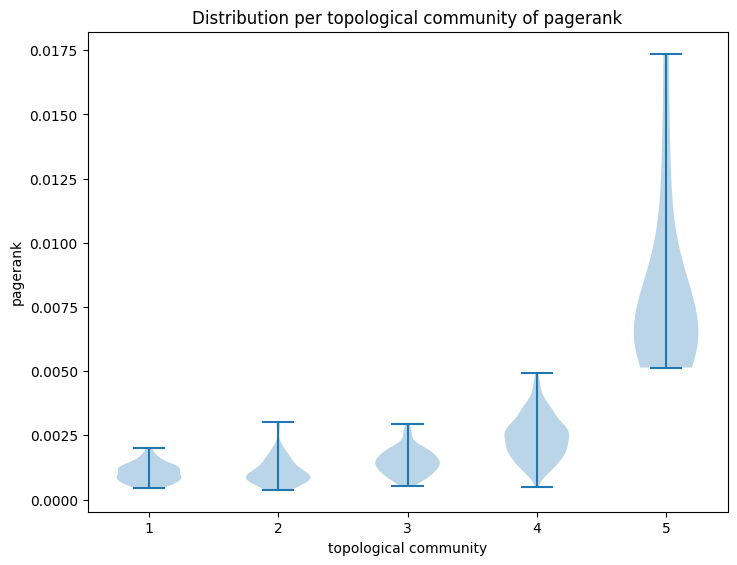 Distribution per topological community of pagerank
0.0175
0.0150
0.0125
0.0100
0.0075
0.0050
0.0025
0.0000
pagerank
1 2 3 4 5
topological community